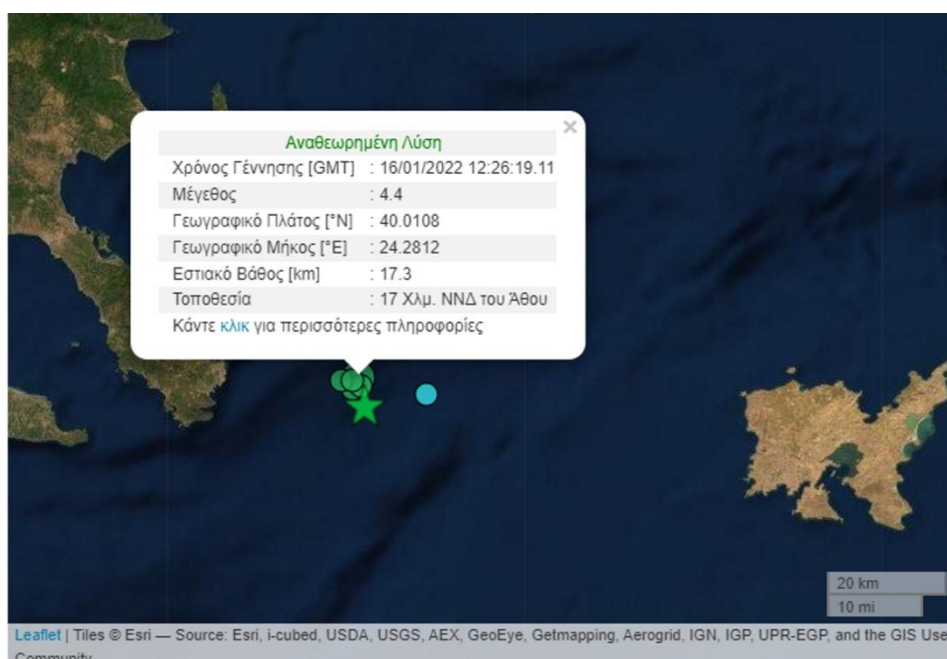 Αναθεωρημένη Λύση
Χρόνος Γέννησης [GMT] : 16/01/2022 12:26:19.11
Μέγεθος : 4.4
Γεωγραφικό Πλάτος [°N] : 40.0108
Γεωγραφικό Μήκος [°E] : 24.2812
Εστιακό Βάθος [km] : 17.3
Τοποθεσία : 17 Χλμ. ΝΝΔ του Άθου
Κάντε κλικ για περισσότερες πληροφορίες
20 km
10 mi
Leaflet | Tiles © Esri — Source: Esri, i-cubed, USDA, USGS, AEX, GeoEye, Getmapping, Aerogrid, IGN, IGP, UPR-EGP, and the GIS Use
Community